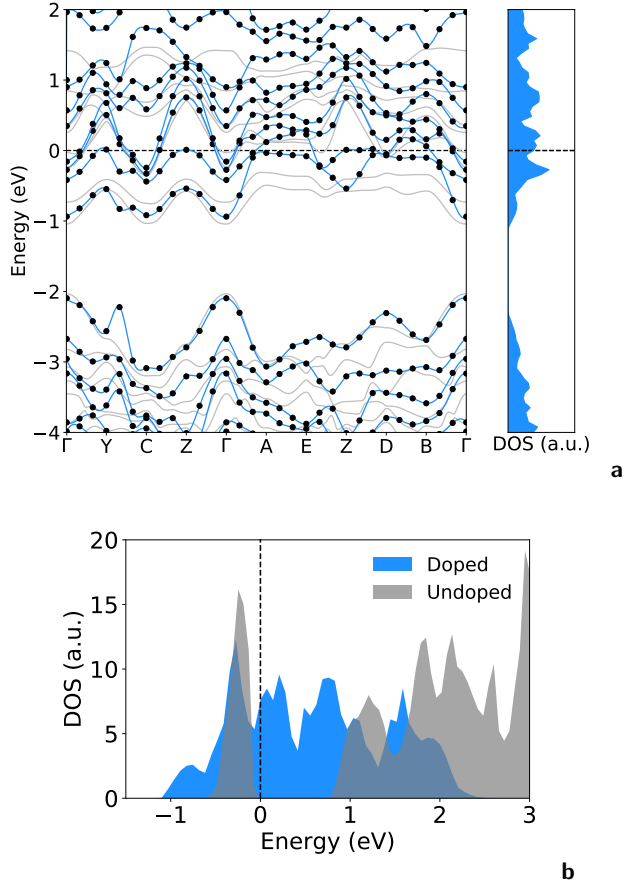 2
1
0
−1
−2
−3
−4
Energy (eV)
Γ Y C Z Γ A E Z D B Γ
DOS (a.u.)
a
20
15
10
5
0
DOS (a.u.)
Doped
Undoped
−1 0 1 2 3
Energy (eV)
b